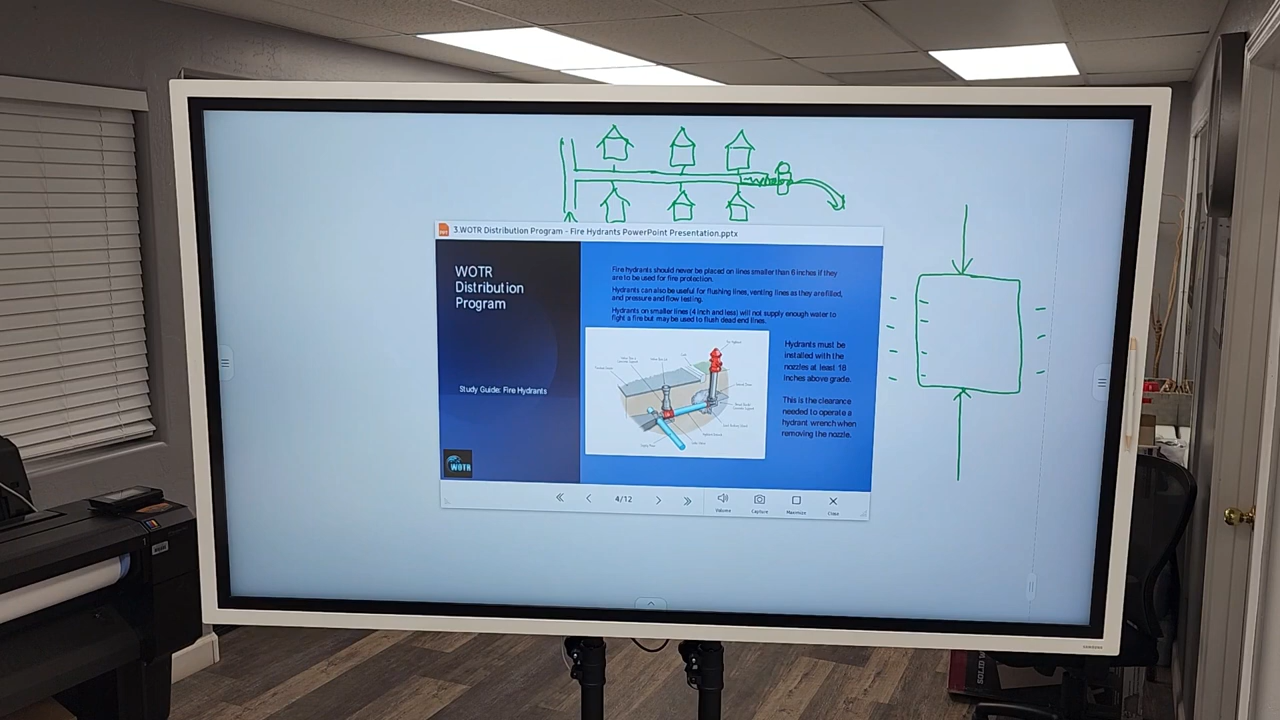 3.WOTR Distribution Program - Fire Hydrants PowerPoint Presentation.pptx
WOTR
Distribution
Program
Study Guide: Fire Hydrants
WOTR
Fire hydrants should never be placed on lines smaller than 6 inches if they
are to be used for fire protection.
Hydrants can also be useful for flushing lines, venting lines as they are filled,
and pressure and flow testing.
Hydrants on smaller lines (4 inch and less) will not supply enough water to
fight a fire but may be used to flush dead end lines.
Hydrants must be
installed with the
nozzles at least 18
inches above grade.
This is the clearance
needed to operate a
hydrant wrench when
removing the nozzle.
4/12
Volume
Capture
Maximize
Close
SAMSUNG
SOLID W